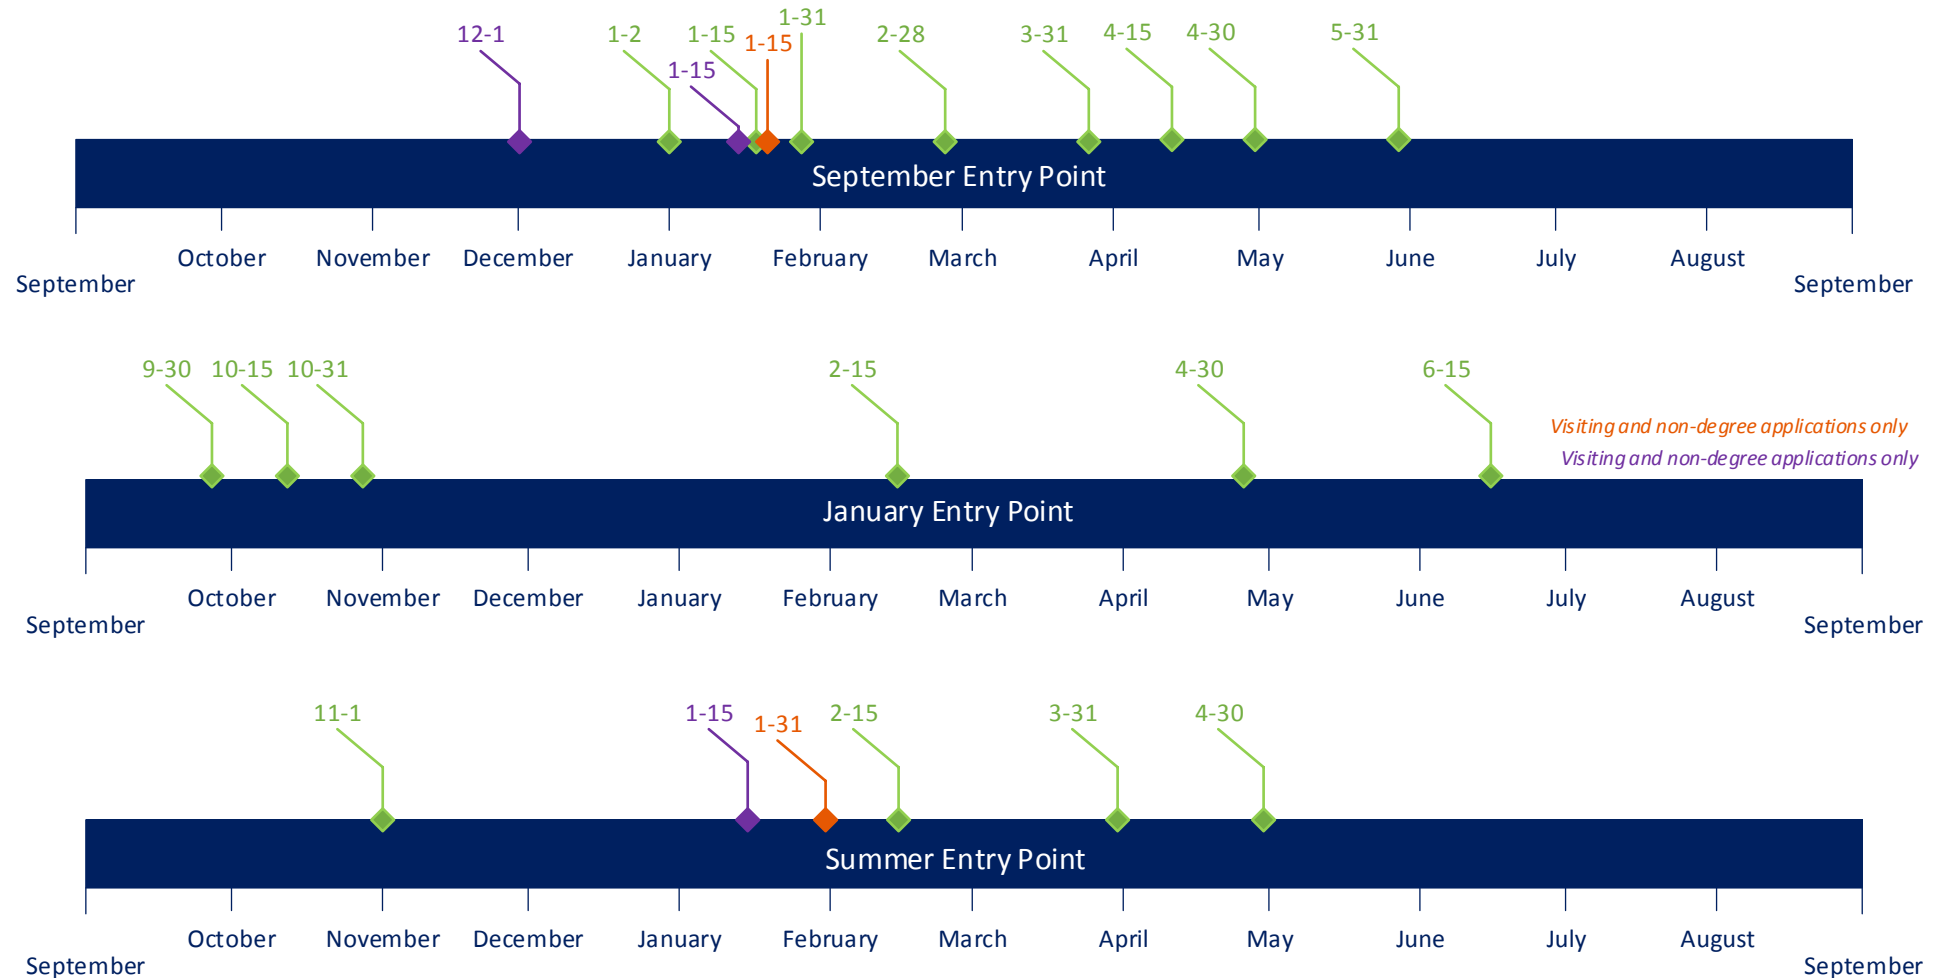 12-1
1-2
1-15
1-15
1-15
1-31
2-28
3-31
4-15
4-30
5-31
September Entry Point
October November December January February March April May June July August
September September
9-30 10-15 10-31 2-15 4-30 6-15
Visiting and non-degree applications only
Visiting and non-degree applications only
January Entry Point
October November December January February March April May June July August
September September
11-1 1-15 1-31 2-15 3-31 4-30
Summer Entry Point
October November December January February March April May June July August
September September